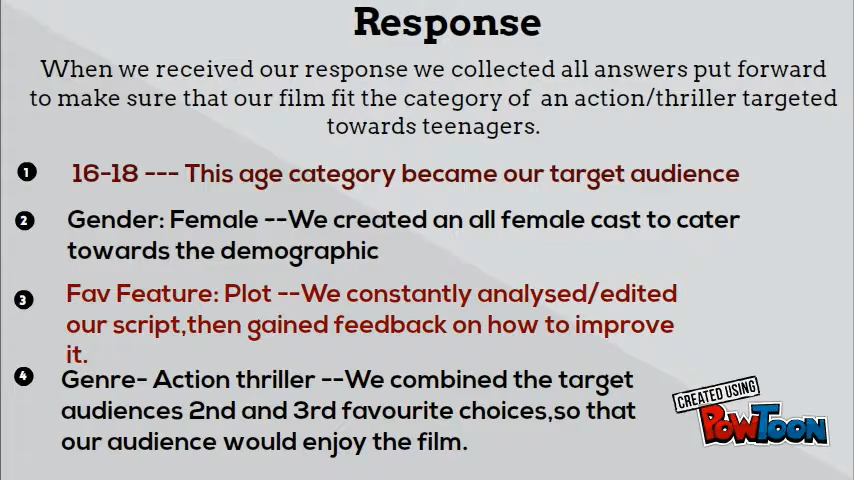 Response
When we received our response we collected all answers put forward
to make sure that our film fit the category of an action/thriller targeted
towards teenagers.
1 16-18 --- This age category became our target audience
2 Gender: Female --We created an all female cast to cater
towards the demographic
3 Fav Feature: Plot --We constantly analysed/edited
our script,then gained feedback on how to improve
it.
4 Genre- Action thriller --We combined the target
audiences 2nd and 3rd favourite choices,so that
our audience would enjoy the film.
CREATED USING
POWTOON